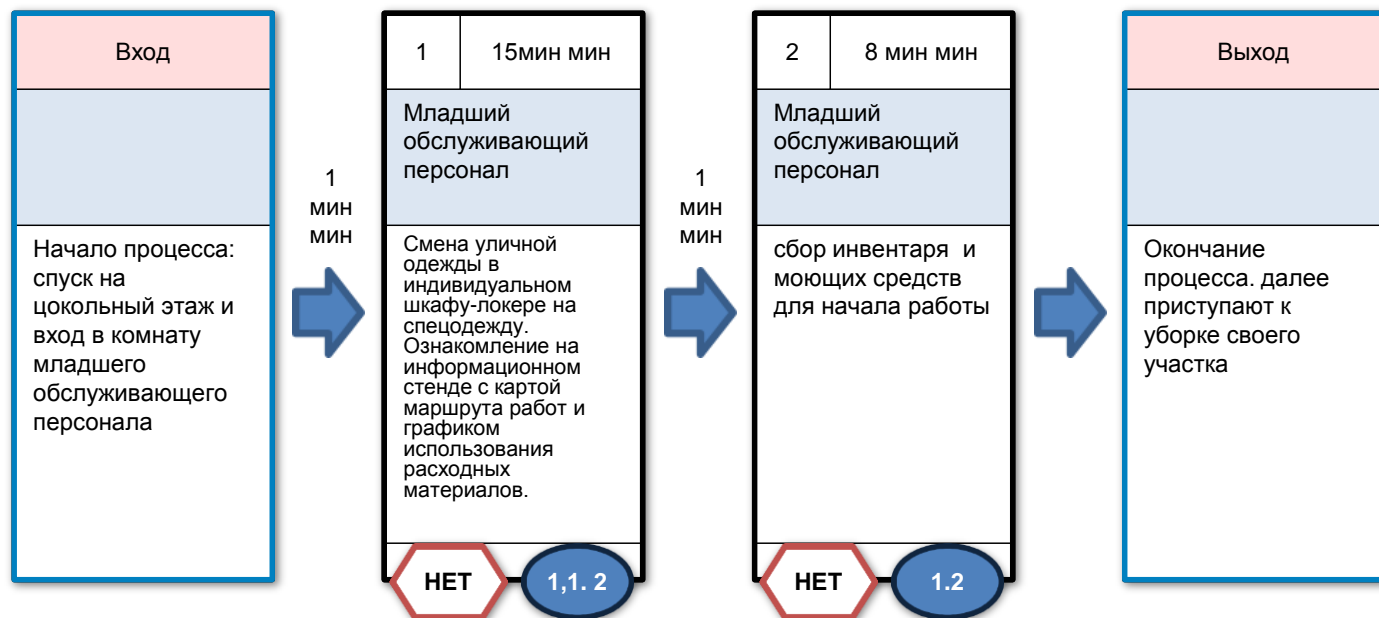 Вход
Начало процесса:
спуск на
цокольный этаж и
вход в комнату
младшего
обслуживающего
персонала
1
мин
мин
1
15мин мин
Младший
обслуживающий
персонал
Смена уличной
одежды в
индивидуальном
шкафу-локере на
спецодежду.
Ознакомление на
информационном
стенде с картой
маршрута работ и
графиком
использования
расходных
материалов.
НЕТ
1,1. 2
1
мин
мин
2
8 мин мин
Младший
обслуживающий
персонал
сбор инвентаря и
моющих средств
для начала работы
НЕТ
1.2
Выход
Окончание
процесса. далее
приступают к
уборке своего
участка